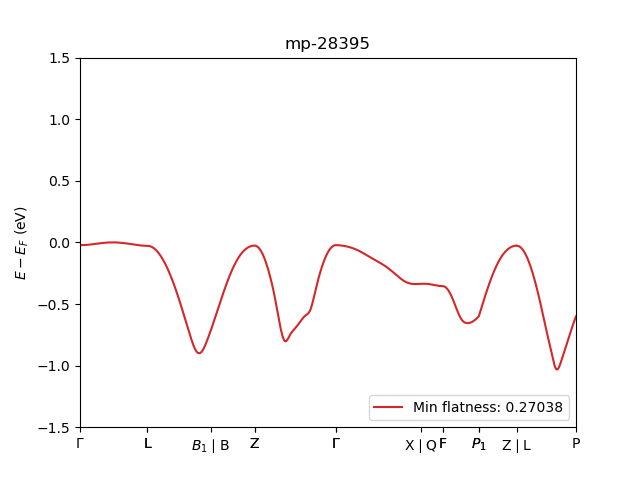 mp-28395
1.5
1.0
0.5
0.0
−0.5
−1.0
−1.5
E − E_F (eV)
Γ L B₁ | B Z Γ X | Q F P₁ Z | L P
Min flatness: 0.27038